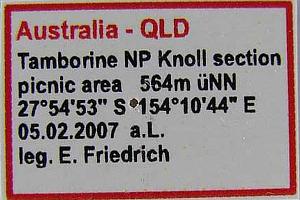 Australia - QLD
Tamborine NP Knoll section
picnic area 564m üNN
27°54'53" S 154°10'44" E
05.02.2007 a.L.
leg. E. Friedrich